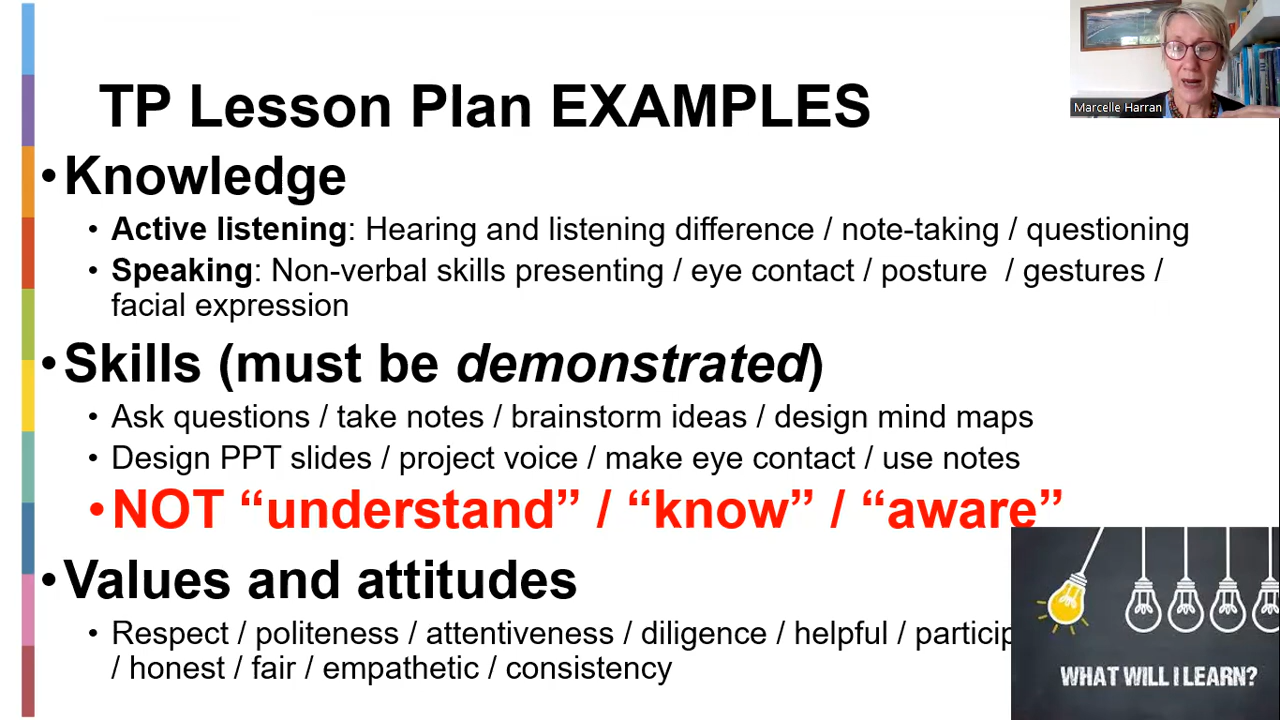 Marcelle Harran
TP Lesson Plan EXAMPLES
•Knowledge
• Active listening: Hearing and listening difference / note-taking / questioning
• Speaking: Non-verbal skills presenting / eye contact / posture / gestures /
facial expression
•Skills (must be demonstrated)
• Ask questions / take notes / brainstorm ideas / design mind maps
• Design PPT slides / project voice / make eye contact / use notes
•NOT “understand” / “know” / “aware”
•Values and attitudes
• Respect / politeness / attentiveness / diligence / helpful /
/ honest / fair / empathetic / consistency
WHAT WILL I LEARN?